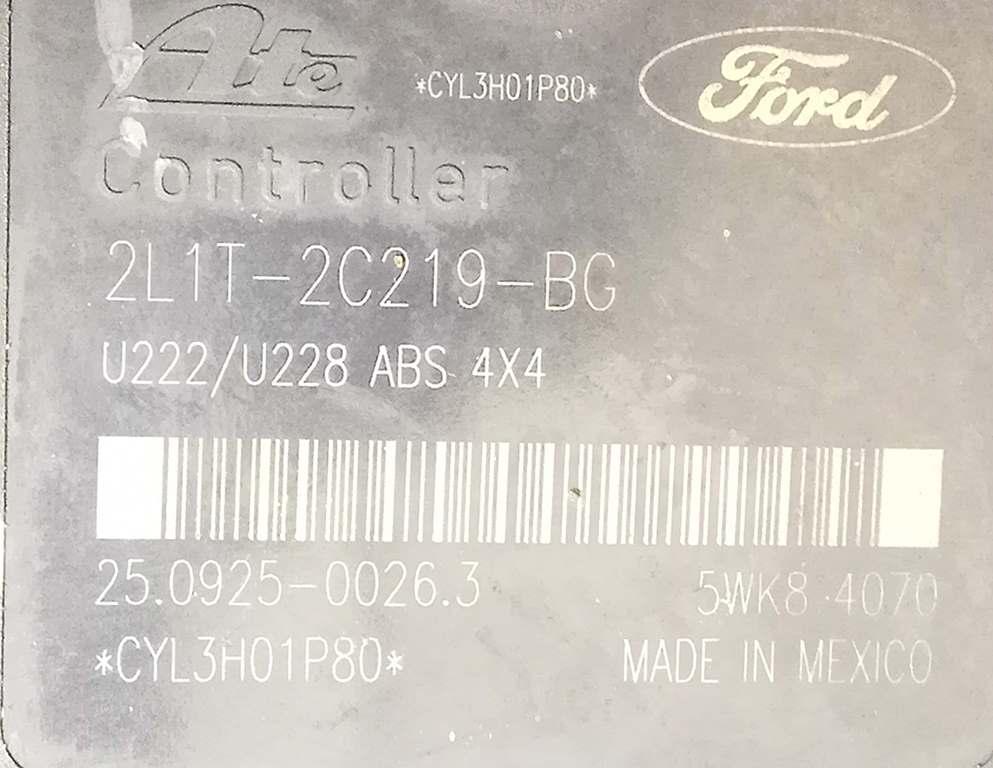 Ate
*CYL3H01P80*
Ford
Controller
2L1T-2C219-BG
U222/U228 ABS 4X4
25.0925-0026.3
5WK8 4070
*CYL3H01P80*
MADE IN MEXICO